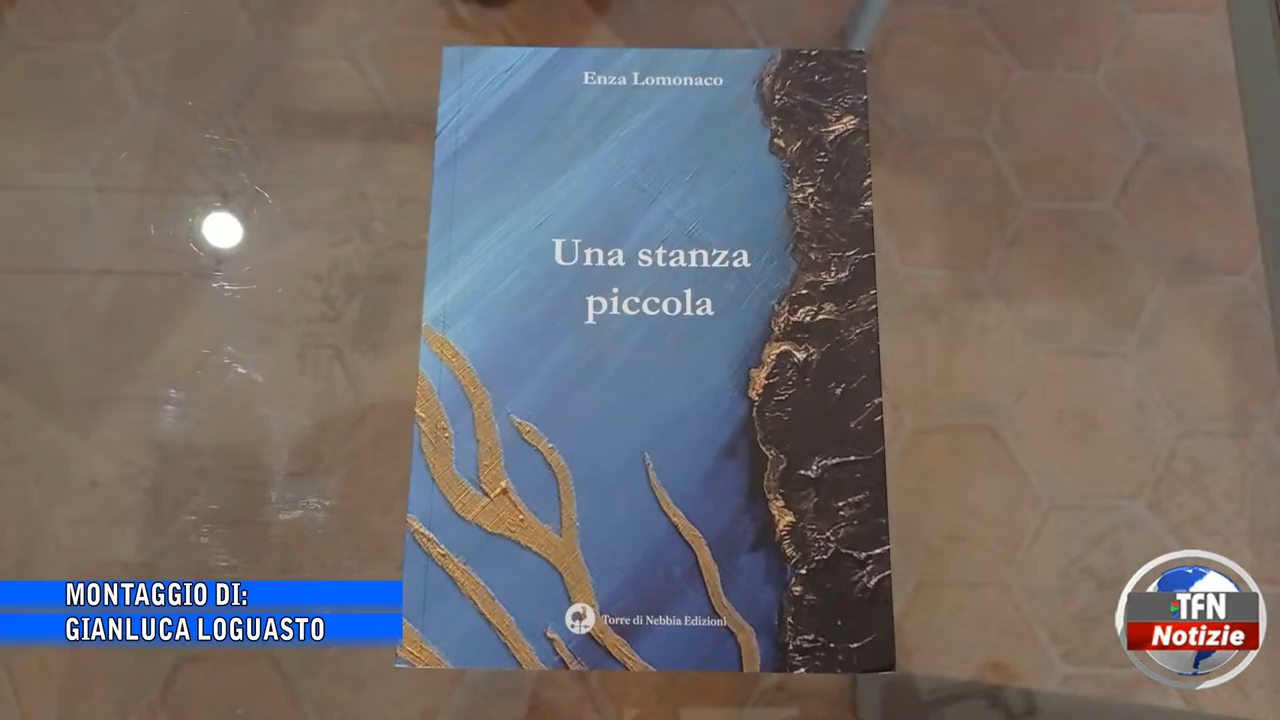 Enza Lomonaco
Una stanza
piccola
Torre di Nebbia Edizioni
MONTAGGIO DI:
GIANLUCA LOGUASTO
TFN
Notizie